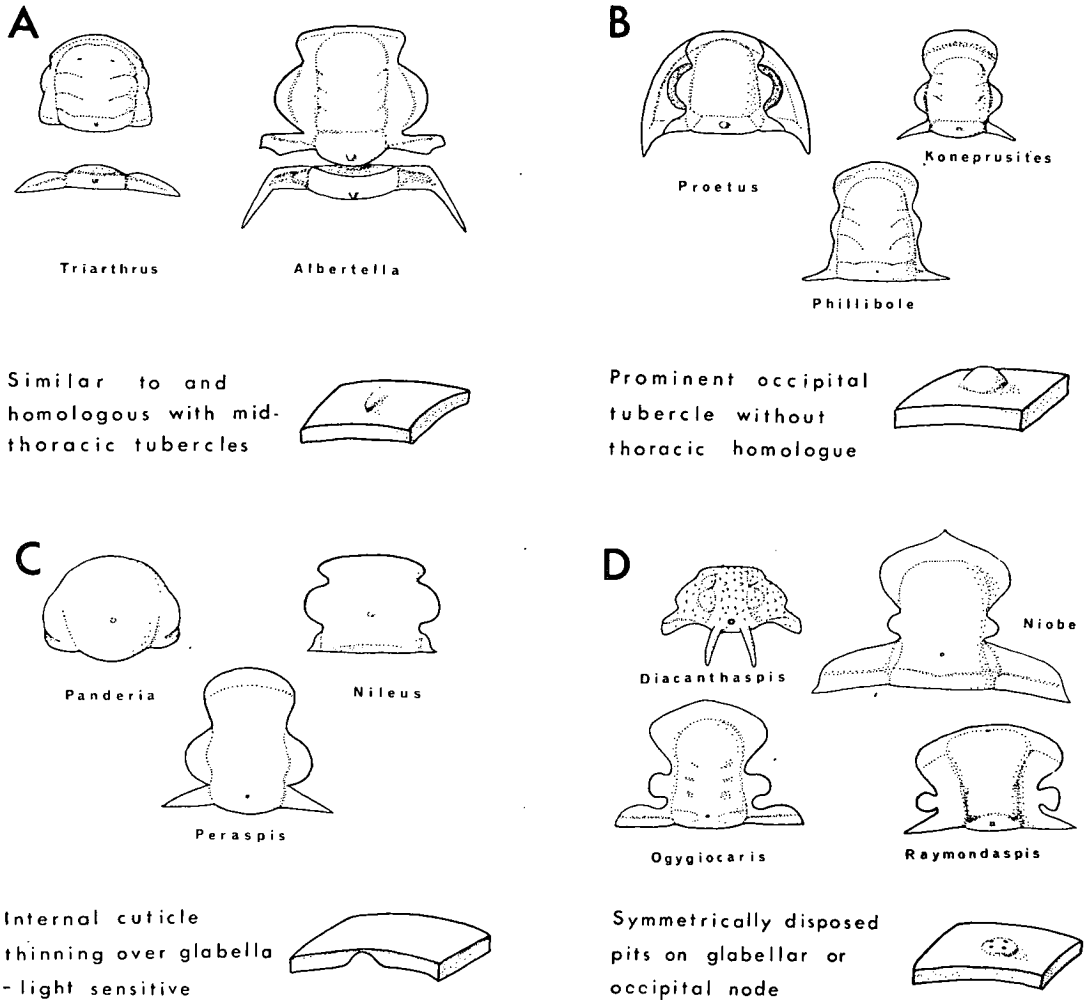 A
Triarthrus
Albertella
Similar to and
homologous with mid-
thoracic tubercles
B
Proetus
Koneprusites
Phillibole
Prominent occipital
tubercle without
thoracic homologue
C
Panderia
Nileus
Peraspis
Internal cuticle
thinning over glabella
- light sensitive
D
Diacanthaspis
Niobe
Ogygiocaris
Raymondaspis
Symmetrically disposed
pits on glabellar or
occipital node